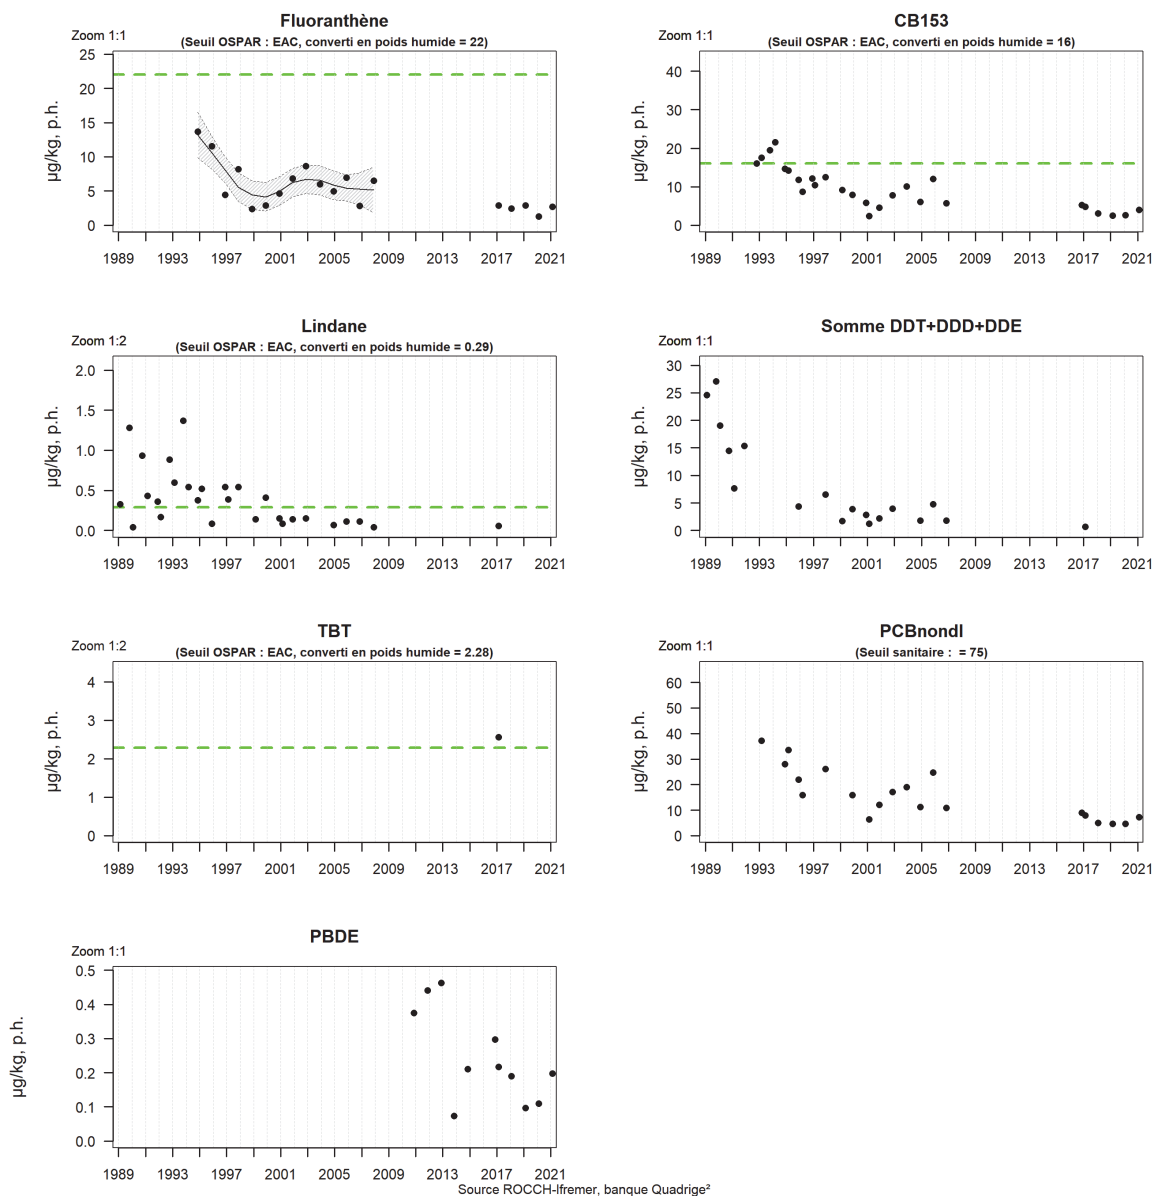 Fluoranthène
Zoom 1:1
(Seuil OSPAR : EAC, converti en poids humide = 22)
25
20
15
10
5
0
µg/kg, p.h.
1989 1993 1997 2001 2005 2009 2013 2017 2021
CB153
Zoom 1:1
(Seuil OSPAR : EAC, converti en poids humide = 16)
40
30
20
10
0
µg/kg, p.h.
1989 1993 1997 2001 2005 2009 2013 2017 2021
Lindane
Zoom 1:2
(Seuil OSPAR : EAC, converti en poids humide = 0.29)
2.0
1.5
1.0
0.5
0.0
µg/kg, p.h.
1989 1993 1997 2001 2005 2009 2013 2017 2021
Somme DDT+DDD+DDE
Zoom 1:1
30
25
20
15
10
5
0
µg/kg, p.h.
1989 1993 1997 2001 2005 2009 2013 2017 2021
TBT
Zoom 1:2
(Seuil OSPAR : EAC, converti en poids humide = 2.28)
4
3
2
1
0
µg/kg, p.h.
1989 1993 1997 2001 2005 2009 2013 2017 2021
PCBnondl
Zoom 1:1
(Seuil sanitaire :  = 75)
60
50
40
30
20
10
0
µg/kg, p.h.
1989 1993 1997 2001 2005 2009 2013 2017 2021
PBDE
Zoom 1:1
0.5
0.4
0.3
0.2
0.1
0.0
µg/kg, p.h.
1989 1993 1997 2001 2005 2009 2013 2017 2021
Source ROCCH-Ifremer, banque Quadrige²